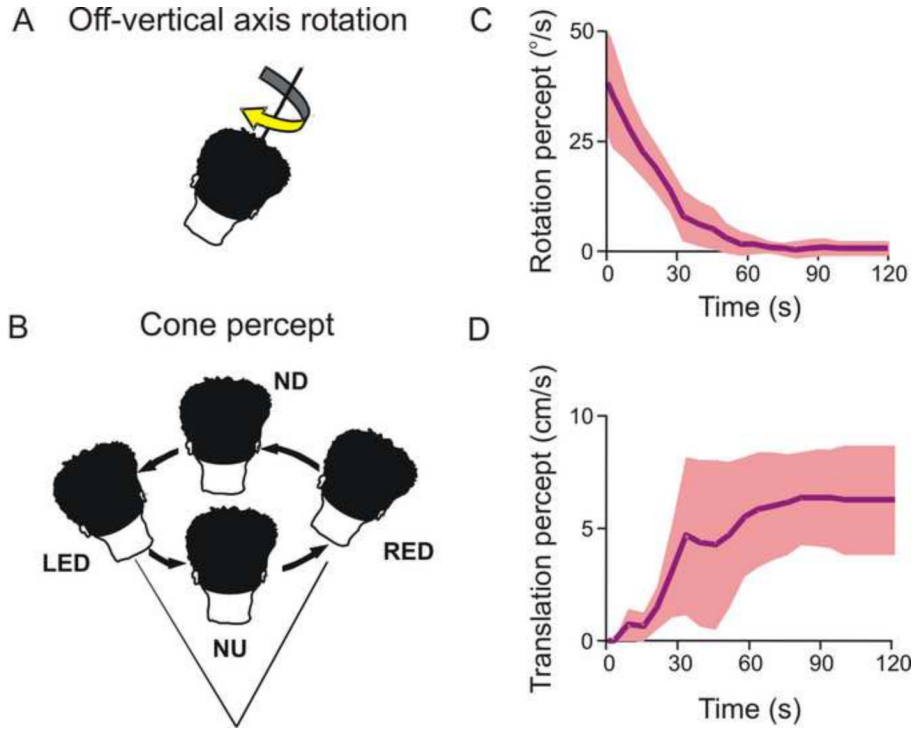 A Off-vertical axis rotation
B Cone percept
ND
LED
RED
NU
C
Rotation percept (°/s)
50
25
0
0 30 60 90 120
Time (s)
D
Translation percept (cm/s)
10
5
0
0 30 60 90 120
Time (s)